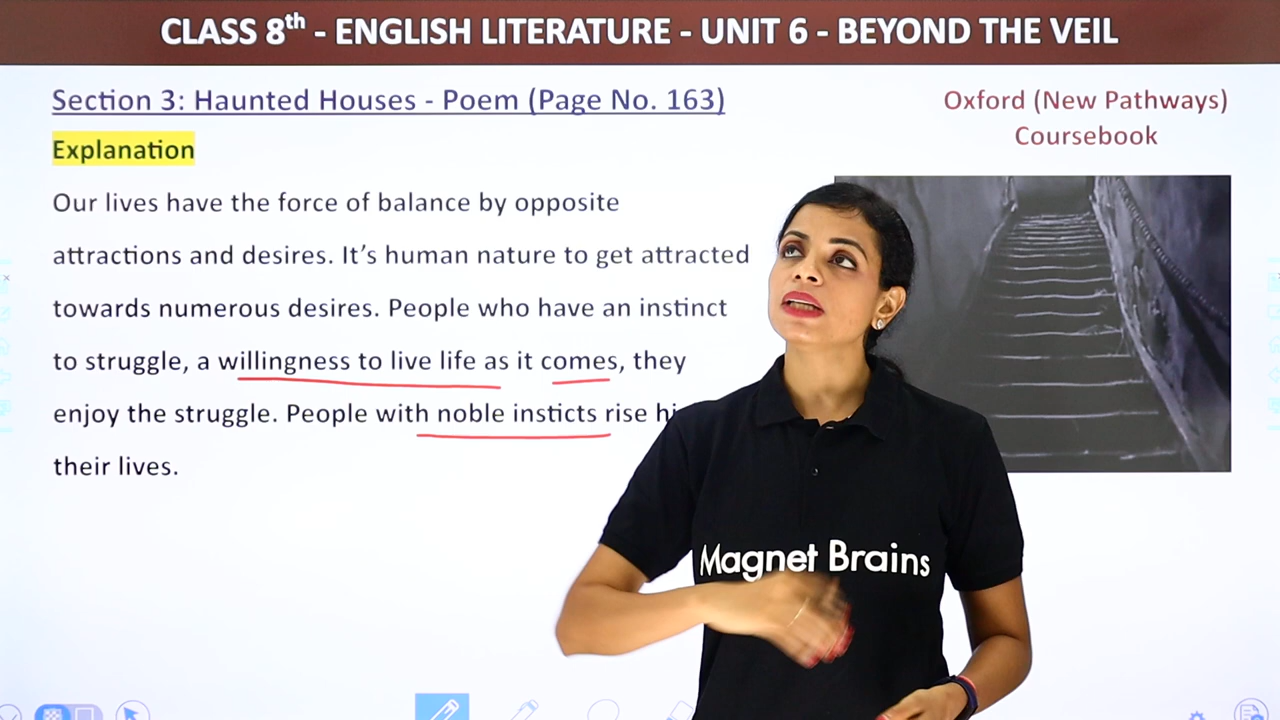 CLASS 8th - ENGLISH LITERATURE - UNIT 6 - BEYOND THE VEIL
Section 3: Haunted Houses - Poem (Page No. 163)
Oxford (New Pathways)
Coursebook
Explanation
Our lives have the force of balance by opposite
attractions and desires. It's human nature to get attracted
towards numerous desires. People who have an instinct
to struggle, a willingness to live life as it comes, they
enjoy the struggle. People with noble insticts rise
their lives.
Magnet Brains